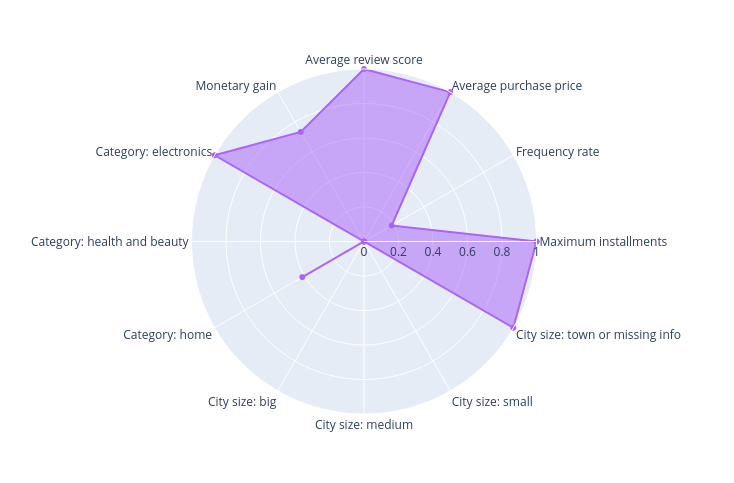 Average review score
Monetary gain
Average purchase price
Category: electronics
Frequency rate
Category: health and beauty
Maximum installments
0 0.2 0.4 0.6 0.8 1
Category: home
City size: town or missing info
City size: big
City size: small
City size: medium